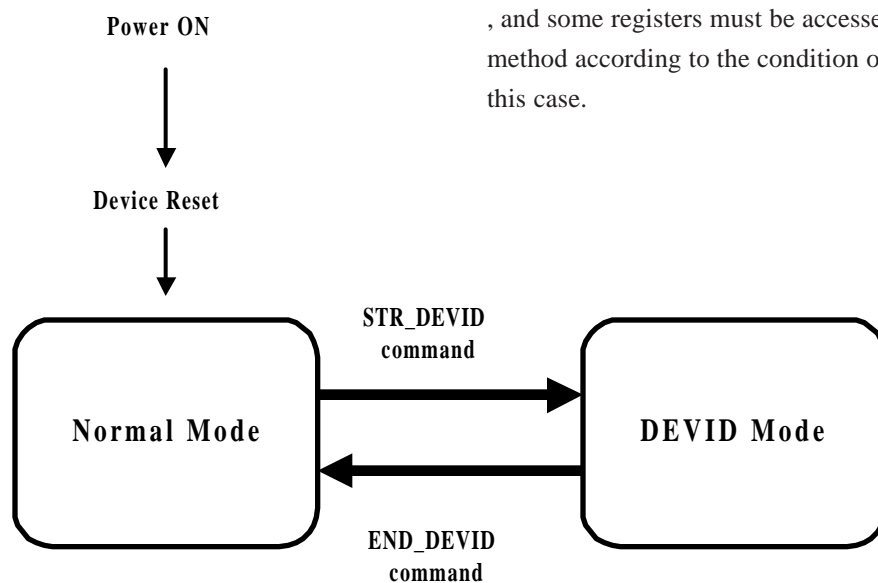 Power ON
, and some registers must be accesse
method according to the condition o
this case.
Device Reset
STR_DEVID
command
Normal Mode
DEVID Mode
END_DEVID
command